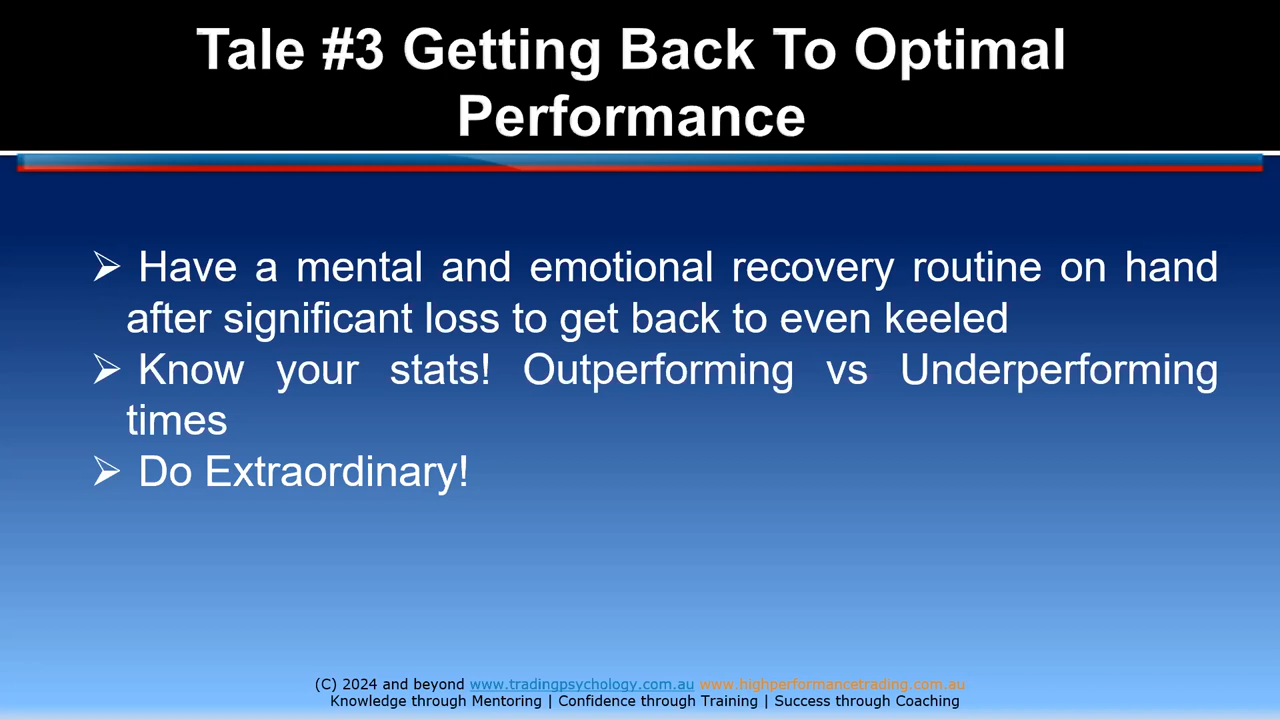 Tale #3 Getting Back To Optimal
Performance
➢ Have a mental and emotional recovery routine on hand
after significant loss to get back to even keeled
➢ Know your stats! Outperforming vs Underperforming
times
➢ Do Extraordinary!
(C) 2024 and beyond www.tradingpsychology.com.au www.highperformancetrading.com.au
Knowledge through Mentoring | Confidence through Training | Success through Coaching